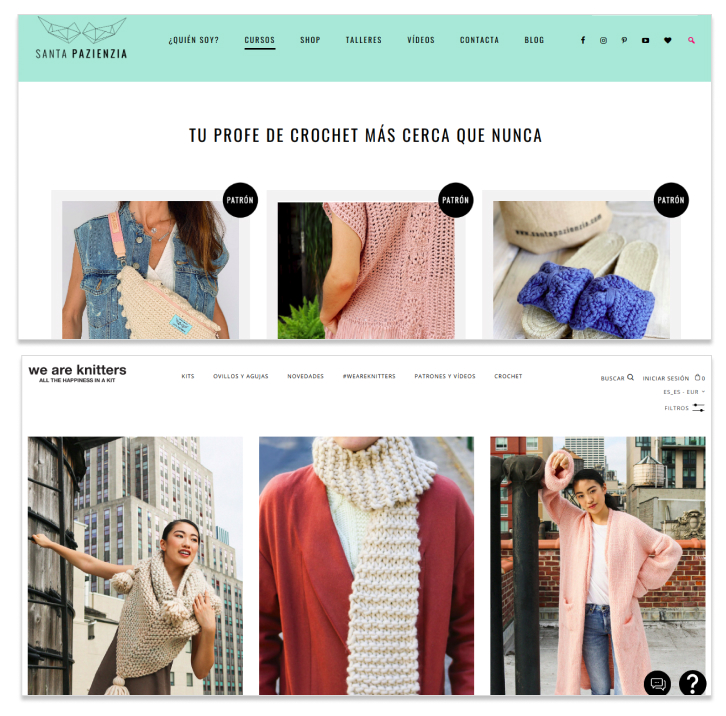 SANTA PAZIENZIA
¿QUIÉN SOY? CURSOS SHOP TALLERES VÍDEOS CONTACTA BLOG
TU PROFE DE CROCHET MÁS CERCA QUE NUNCA
PATRÓN PATRÓN PATRÓN
www.santapazienzia.com
we are knitters
ALL THE HAPPINESS IN A KIT
KITS OVILLOS Y AGUJAS NOVEDADES #WEAREKNITTERS PATRONES Y VÍDEOS CROCHET
BUSCAR INICIAR SESIÓN 0
ES_ES - EUR
FILTROS
?